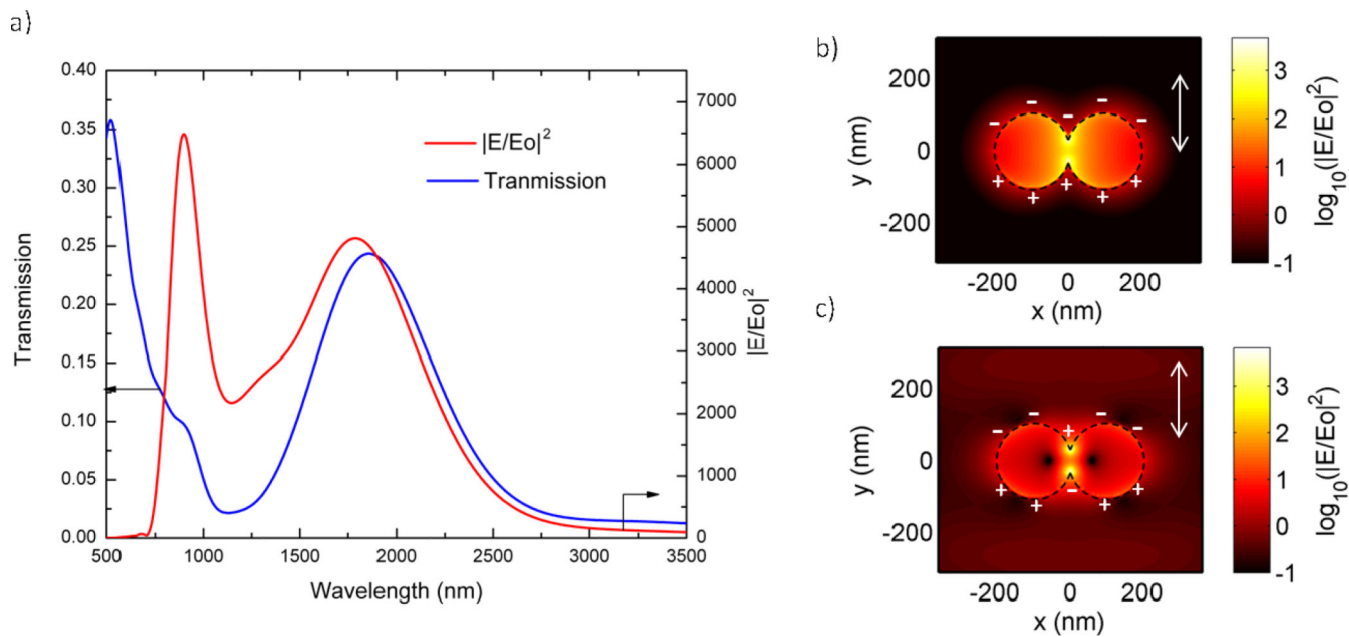 a)
0.40
0.35
0.30
0.25
0.20
0.15
0.10
0.05
0.00
Transmission
500 1000 1500 2000 2500 3000 3500
Wavelength (nm)
7000
6000
5000
4000
3000
2000
1000
0
|E/Eo|²
|E/Eo|²
Tranmission
b)
200
0
-200
y (nm)
-200 0 200
x (nm)
- - - - -
+ + + + +
3
2
1
0
-1
log₁₀(|E/Eo|²)
c)
200
0
-200
y (nm)
-200 0 200
x (nm)
- - + - -
+ + - + +
3
2
1
0
-1
log₁₀(|E/Eo|²)